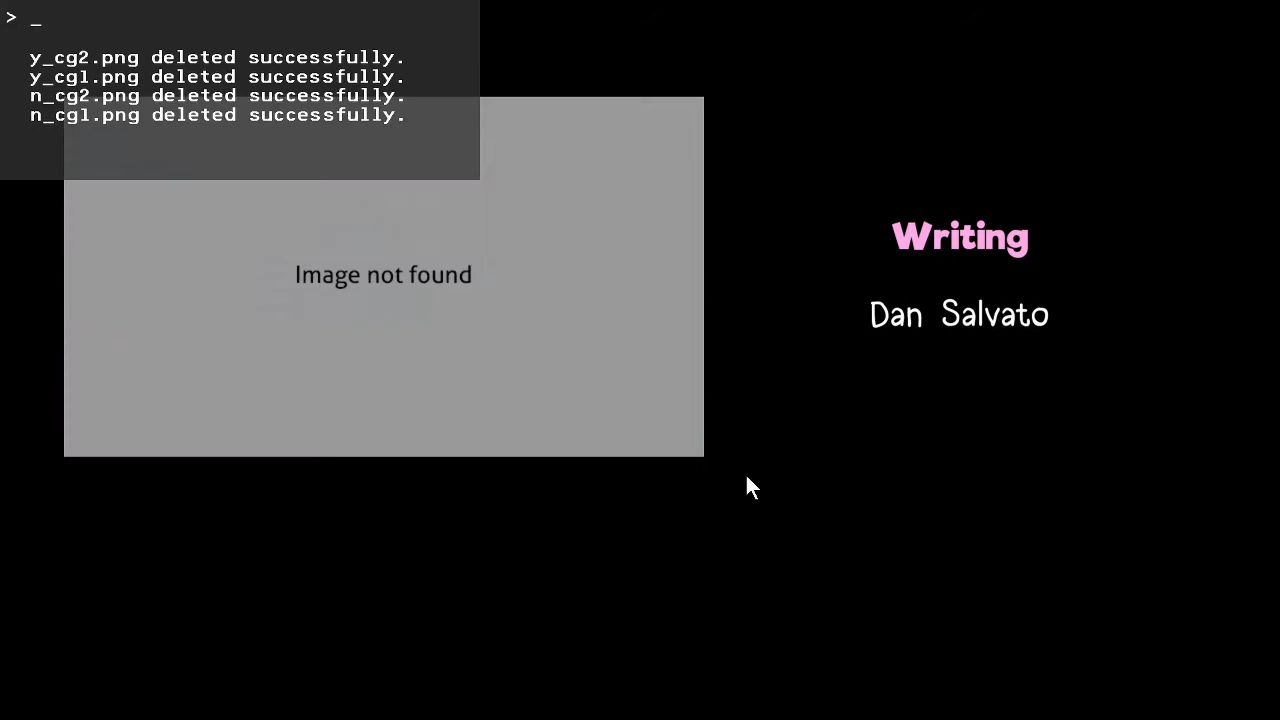 > _
y_cg2.png deleted successfully.
y_cg1.png deleted successfully.
n_cg2.png deleted successfully.
n_cg1.png deleted successfully.
Image not found
Writing
Dan Salvato